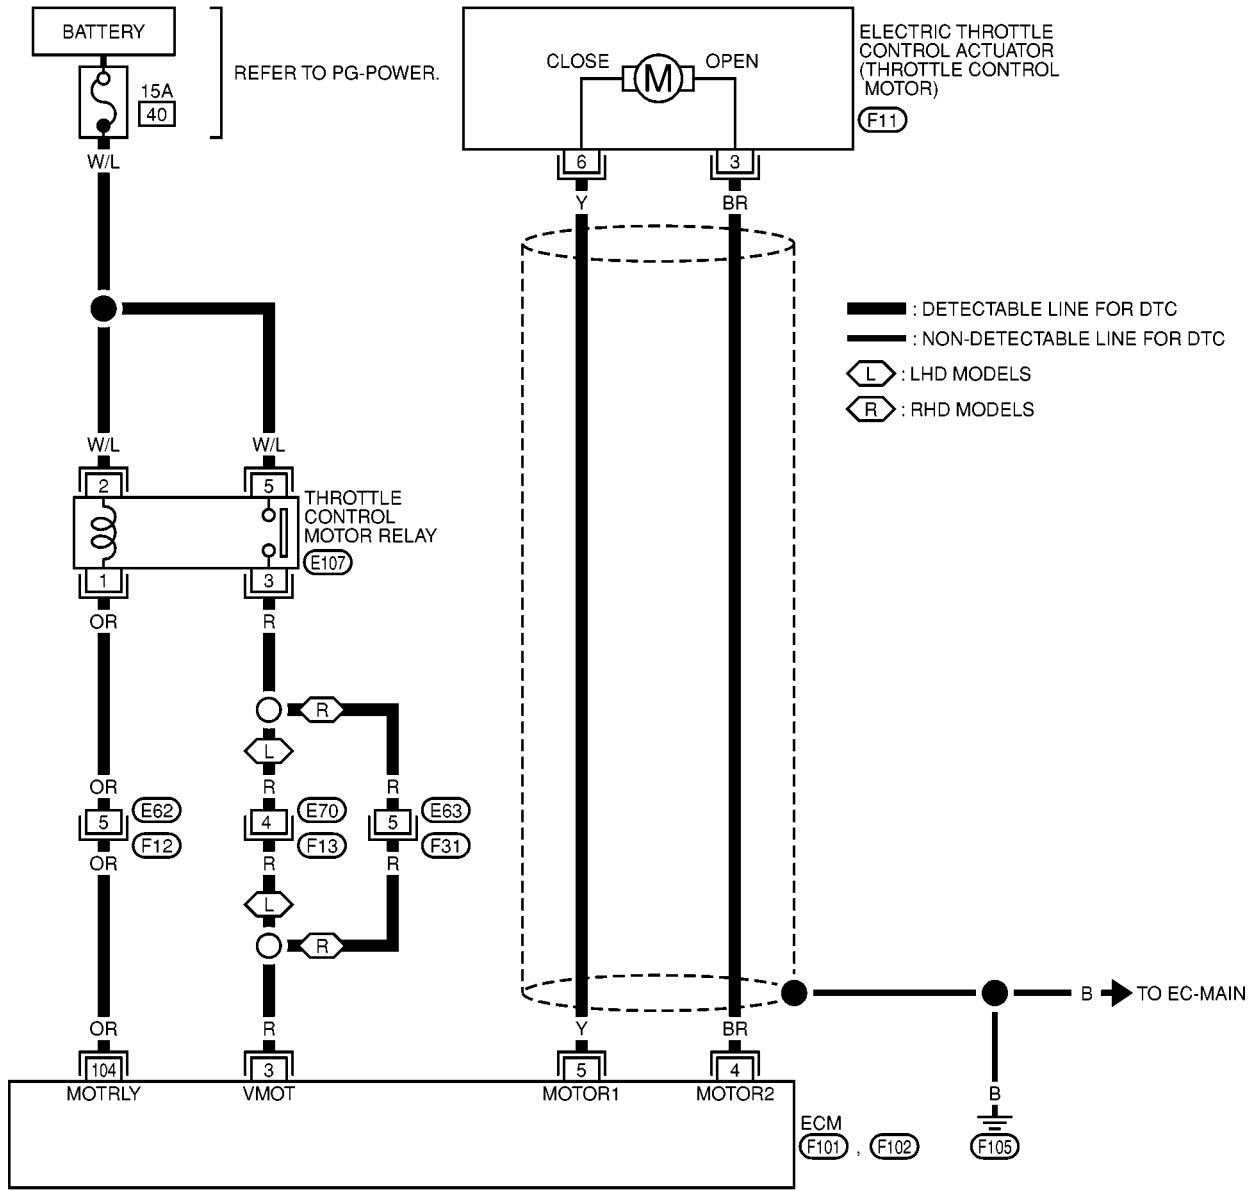 BATTERY
15A
40
REFER TO PG-POWER.
W/L
CLOSE
M
OPEN
ELECTRIC THROTTLE
CONTROL ACTUATOR
(THROTTLE CONTROL
MOTOR)
F11
6
3
Y
BR
: DETECTABLE LINE FOR DTC
: NON-DETECTABLE LINE FOR DTC
L : LHD MODELS
R : RHD MODELS
W/L
W/L
2
5
THROTTLE
CONTROL
MOTOR RELAY
E107
1
3
OR
R
R
L
OR
R
R
5
E62
F12
4
E70
F13
5
E63
F31
OR
R
R
L
R
B
TO EC-MAIN
OR
R
Y
BR
104
3
5
4
MOTRLY
VMOT
MOTOR1
MOTOR2
B
ECM
F101 , F102
F105